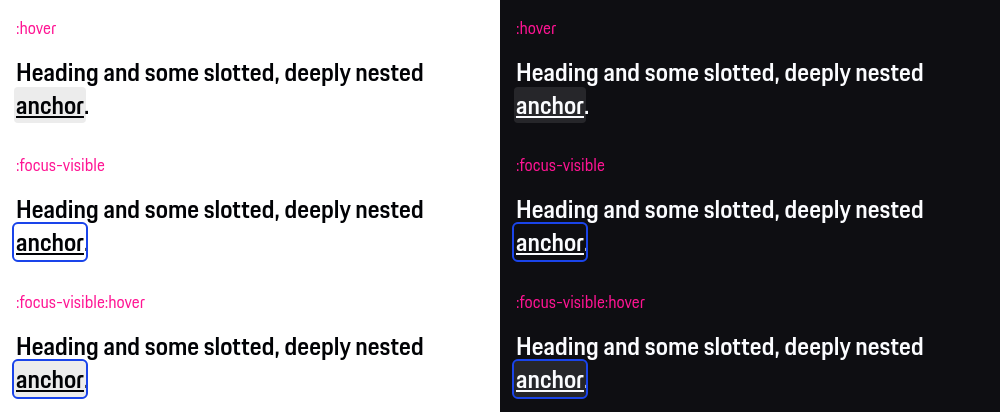 :hover
Heading and some slotted, deeply nested
anchor.
:focus-visible
Heading and some slotted, deeply nested
anchor.
:focus-visible:hover
Heading and some slotted, deeply nested
anchor.
:hover
Heading and some slotted, deeply nested
anchor.
:focus-visible
Heading and some slotted, deeply nested
anchor.
:focus-visible:hover
Heading and some slotted, deeply nested
anchor.